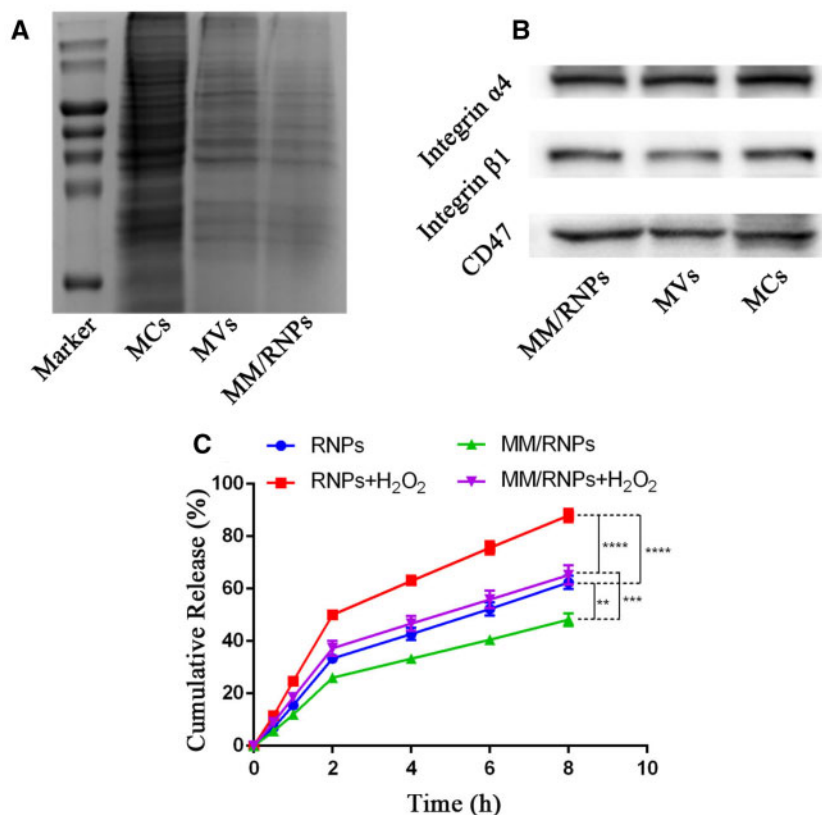 A
Marker
MCs
MVs
MM/RNPs
B
Integrin α4
Integrin β1
CD47
MM/RNPs
MVs
MCs
C
RNPs
MM/RNPs
RNPs+H₂O₂
MM/RNPs+H₂O₂
Cumulative Release (%)
100
80
60
40
20
0
****
****
**
***
0 2 4 6 8 10
Time (h)